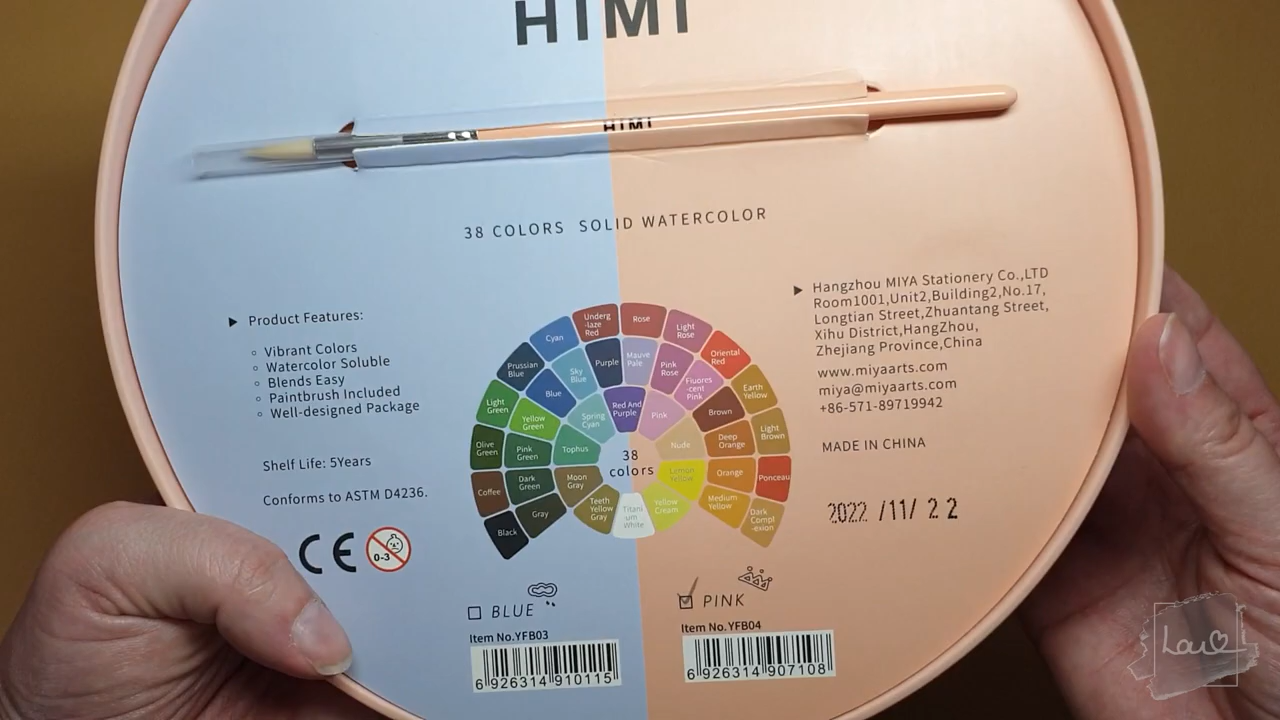 HIMI
HIMI
38 COLORS SOLID WATERCOLOR
▶ Product Features:
◦ Vibrant Colors
◦ Watercolor Soluble
◦ Blends Easy
◦ Paintbrush Included
◦ Well-designed Package
Shelf Life: 5Years
Conforms to ASTM D4236.
CE
0-3
Underg
-laze
Red
Rose
Cyan
Light
Rose
Prussian
Blue
Sky
Blue
Purple
Mauve
Pale
Pink
Rose
Oriental
Red
Light
Green
Blue
Fluores
-cent
Pink
Earth
Yellow
Yellow
Green
Spring
Cyan
Red And
Purple
Pink
Brown
Olive
Green
Pink
Green
Tophus
Nude
Deep
Orange
Light
Brown
38
colors
Coffee
Dark
Green
Moon
Gray
Lemon
Yellow
Orange
Ponceau
Black
Gray
Teeth
Yellow
Gray
Titani
-um
White
Yellow
Cream
Medium
Yellow
Dark
Compl
-exion
▶ Hangzhou MIYA Stationery Co.,LTD
Room1001,Unit2,Building2,No.17,
Longtian Street,Zhuantang Street,
Xihu District,HangZhou,
Zhejiang Province,China
www.miyaarts.com
miya@miyaarts.com
+86-571-89719942
MADE IN CHINA
2022 /11/ 2 2
BLUE
Item No.YFB03
6 926314 910115
PINK
Item No.YFB04
6 926314 907108
Lou